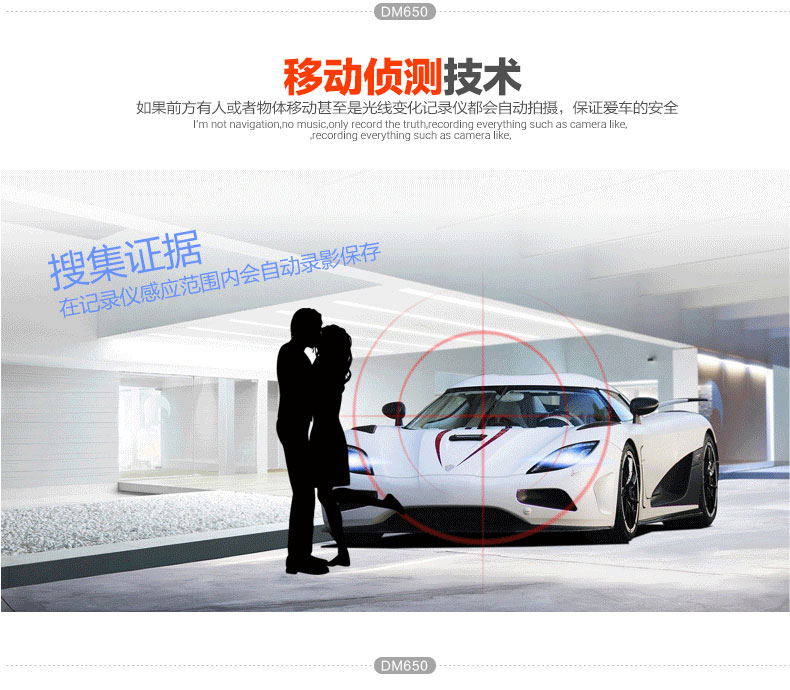 DM650
移动侦测技术
如果前方有人或者物体移动甚至是光线变化记录仪都会自动拍摄，保证爱车的安全
I'm not navigation,no music,only record the truth,recording everything such as camera like,
,recording everything such as camera like,
搜集证据
在记录仪感应范围内会自动录影保存
DM650